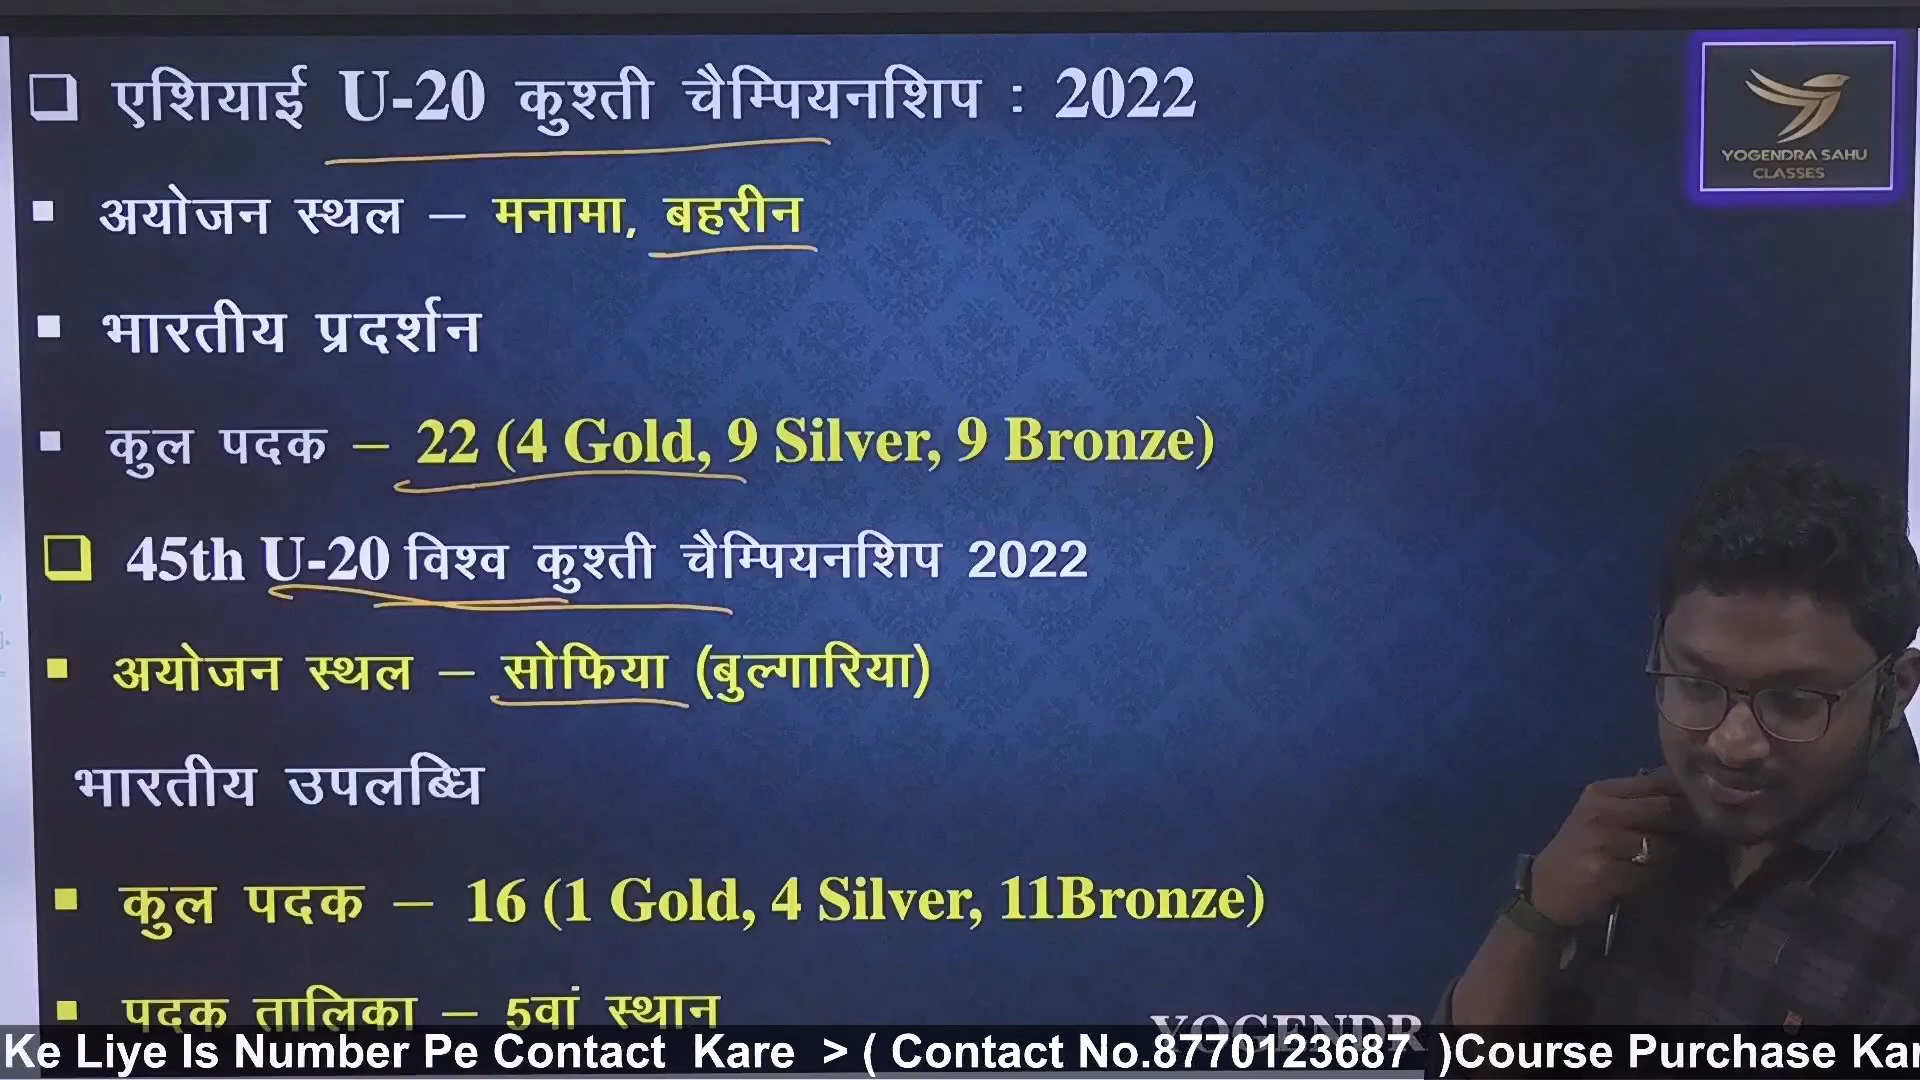 ❑ एशियाई U-20 कुश्ती चैम्पियनशिप : 2022
YOGENDRA SAHU
CLASSES
▪ अयोजन स्थल – मनामा, बहरीन
▪ भारतीय प्रदर्शन
▪ कुल पदक – 22 (4 Gold, 9 Silver, 9 Bronze)
❑ 45th U-20 विश्व कुश्ती चैम्पियनशिप 2022
▪ अयोजन स्थल – सोफिया (बुल्गारिया)
भारतीय उपलब्धि
▪ कुल पदक – 16 (1 Gold, 4 Silver, 11Bronze)
▪ पदक तालिका – 5वां स्थान
YOGENDR
Ke Liye Is Number Pe Contact Kare > ( Contact No.8770123687 )Course Purchase Kar